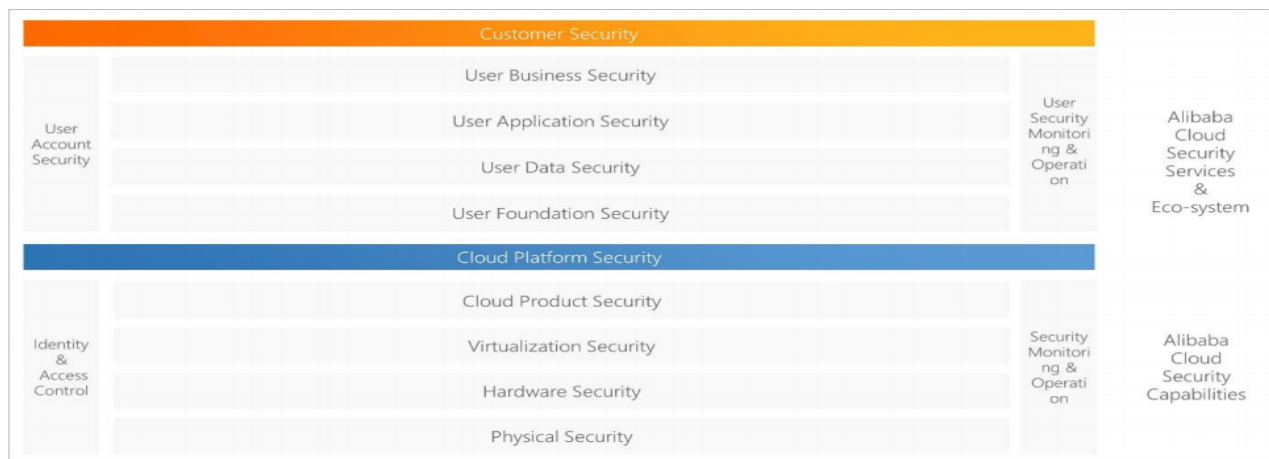 Customer Security
User
Account
Security
User Business Security
User Application Security
User Data Security
User Foundation Security
User
Security
Monitori
ng &
Operati
on
Alibaba
Cloud
Security
Services
&
Eco-system
Cloud Platform Security
Identity
&
Access
Control
Cloud Product Security
Virtualization Security
Hardware Security
Physical Security
Security
Monitori
ng &
Operati
on
Alibaba
Cloud
Security
Capabilities